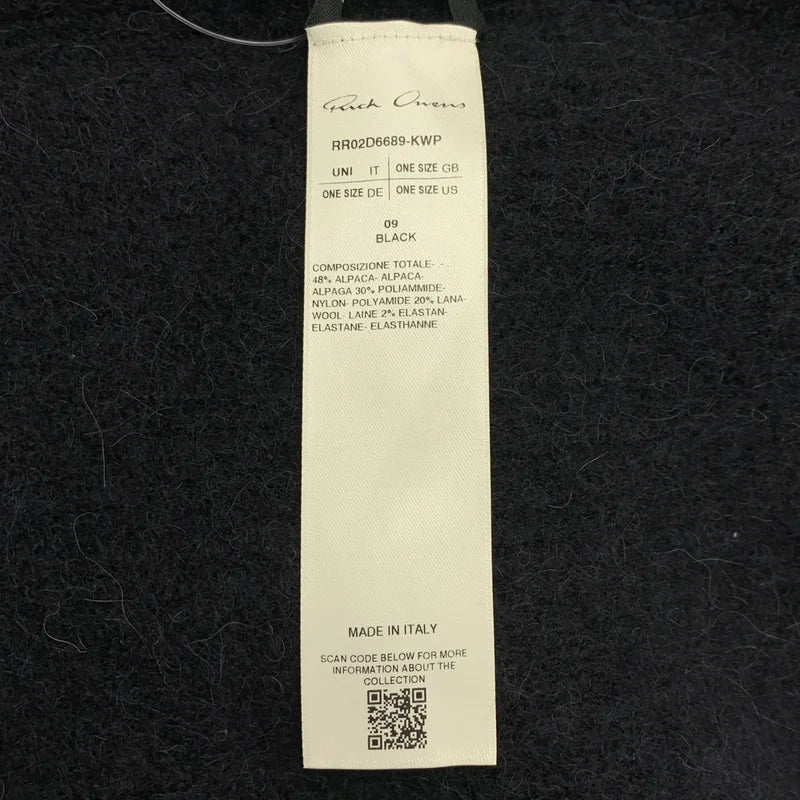 Rick Owens
RR02D6689-KWP
UNI IT ONE SIZE GB
ONE SIZE DE ONE SIZE US
09
BLACK
COMPOSIZIONE TOTALE- .-
48% ALPACA- ALPACA-
ALPAGA 30% POLIAMMIDE-
NYLON- POLYAMIDE 20% LANA-
WOOL- LAINE 2% ELASTAN-
ELASTANE- ELASTHANNE
MADE IN ITALY
SCAN CODE BELOW FOR MORE
INFORMATION ABOUT THE
COLLECTION